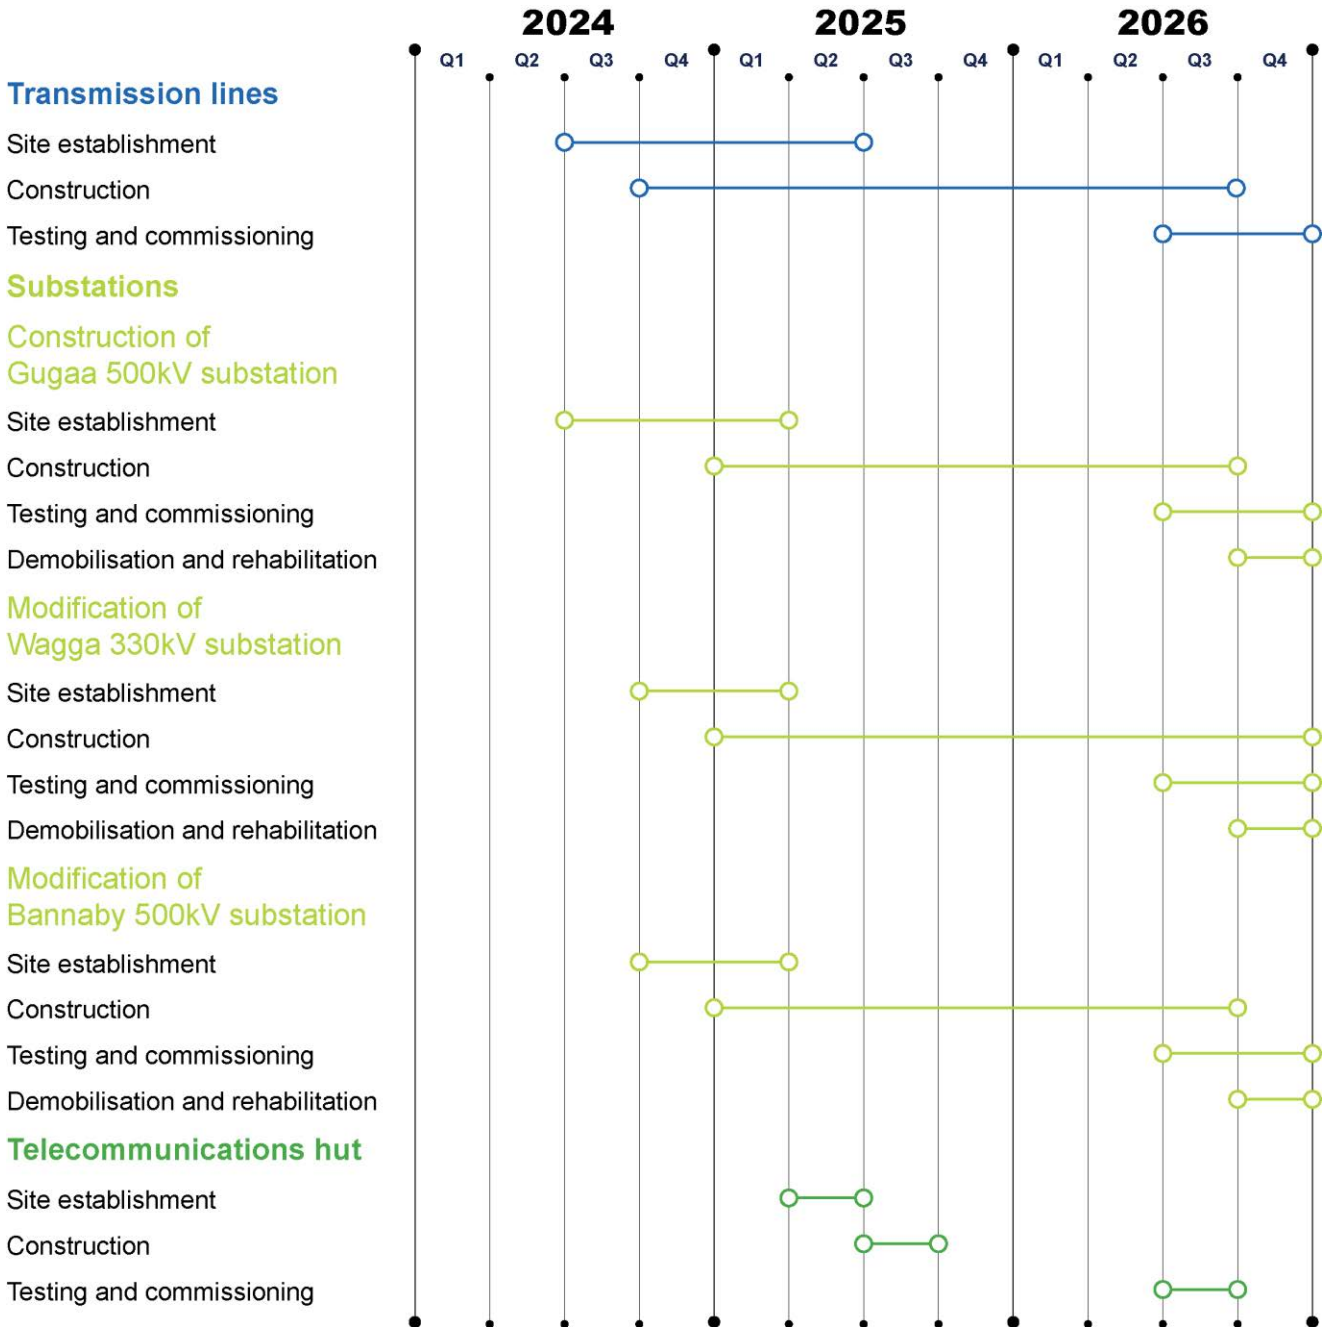 2024 2025 2026
Q1 Q2 Q3 Q4 Q1 Q2 Q3 Q4 Q1 Q2 Q3 Q4
Transmission lines
Site establishment
Construction
Testing and commissioning
Substations
Construction of
Gugaa 500kV substation
Site establishment
Construction
Testing and commissioning
Demobilisation and rehabilitation
Modification of
Wagga 330kV substation
Site establishment
Construction
Testing and commissioning
Demobilisation and rehabilitation
Modification of
Bannaby 500kV substation
Site establishment
Construction
Testing and commissioning
Demobilisation and rehabilitation
Telecommunications hut
Site establishment
Construction
Testing and commissioning